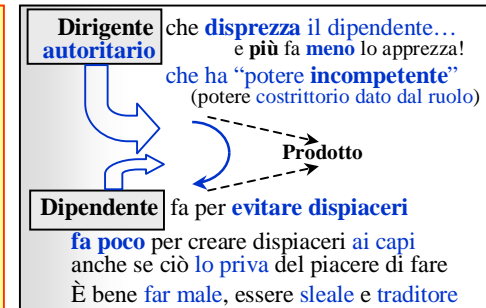 Dirigente che disprezza il dipendente…
autoritario e più fa meno lo apprezza!
che ha “potere incompetente”
(potere costrittorio dato dal ruolo)
Prodotto
Dipendente fa per evitare dispiaceri
fa poco per creare dispiaceri ai capi
anche se ciò lo priva del piacere di fare
È bene far male, essere sleale e traditore